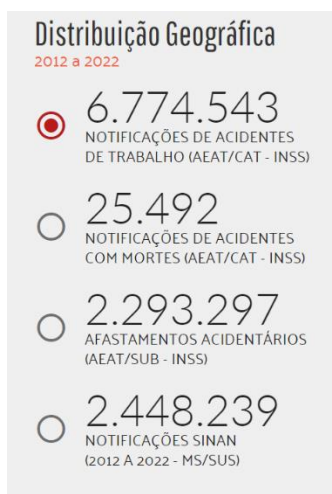 Distribuição Geográfica
2012 a 2022
6.774.543
NOTIFICAÇÕES DE ACIDENTES
DE TRABALHO (AEAT/CAT - INSS)
25.492
NOTIFICAÇÕES DE ACIDENTES
COM MORTES (AEAT/CAT - INSS)
2.293.297
AFASTAMENTOS ACIDENTÁRIOS
(AEAT/SUB - INSS)
2.448.239
NOTIFICAÇÕES SINAN
(2012 A 2022 - MS/SUS)